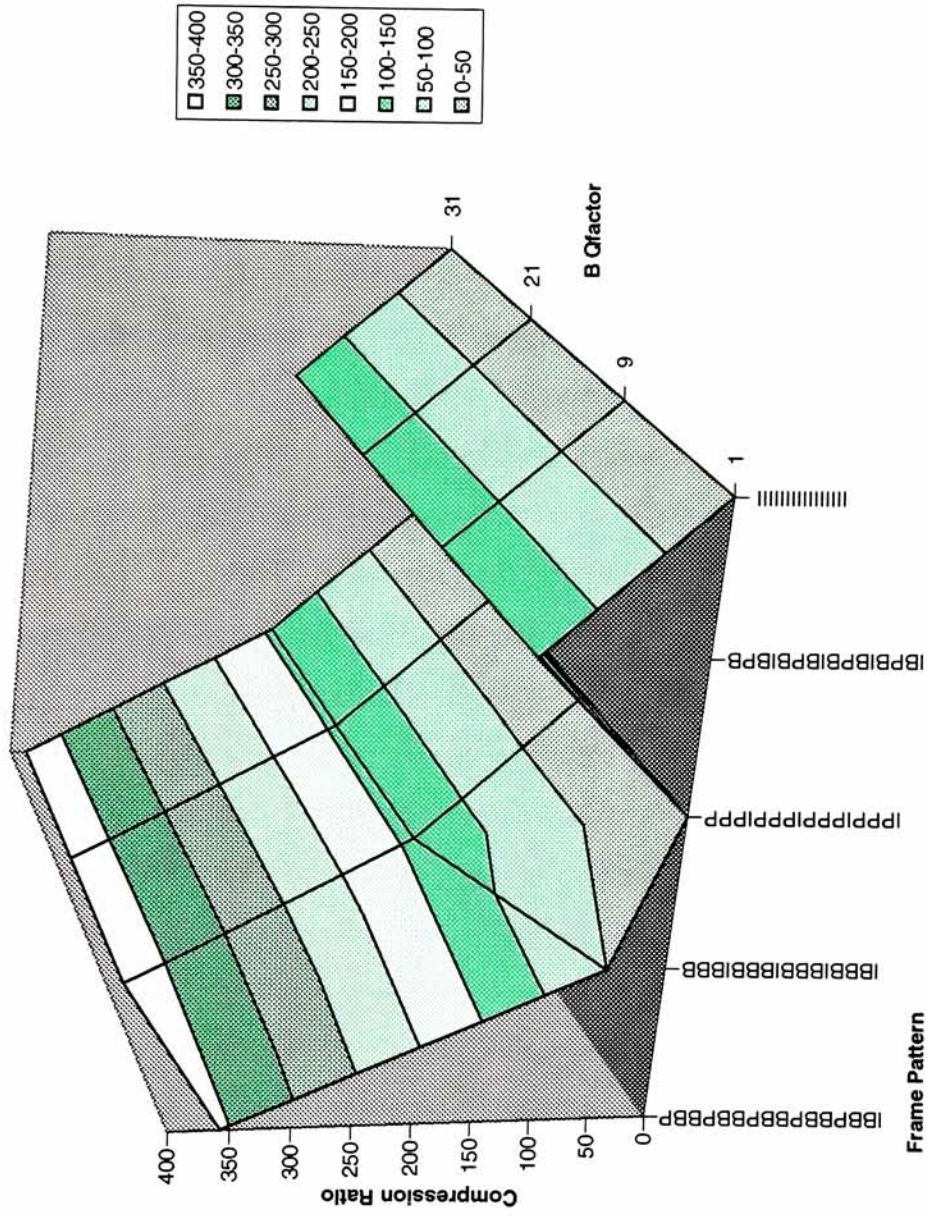 400
350
300
250
200
150
100
50
0
Compression Ratio
IBBPBBPBBPBBPBBP
IBBBIBBBIBBBIBBB
IPPPIPPPIPPPIPPP
IBPBIBPBIBPBIBPB
IIIIIIIIIIIIIIII
Frame Pattern
1
9
21
31
B Qfactor
350-400
300-350
250-300
200-250
150-200
100-150
50-100
0-50